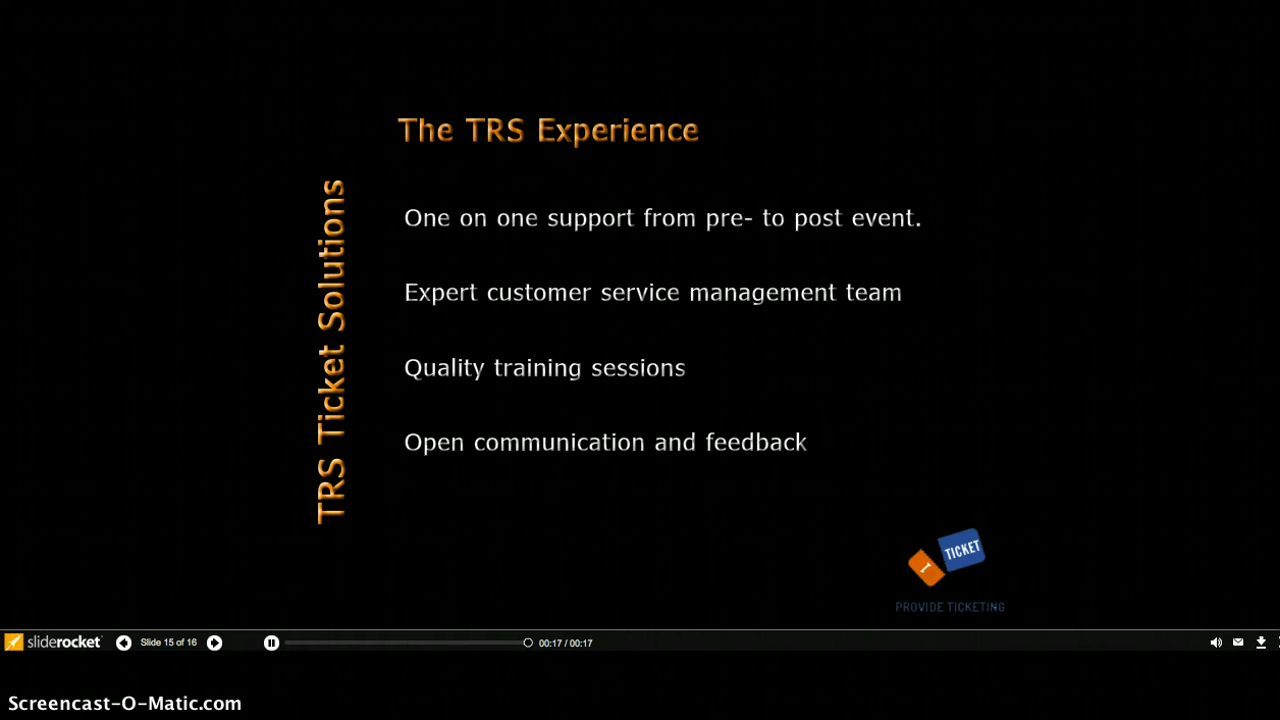 The TRS Experience
TRS Ticket Solutions
One on one support from pre- to post event.
Expert customer service management team
Quality training sessions
Open communication and feedback
1 TICKET
PROVIDE TICKETING
sliderocket
Slide 15 of 16
00:17 / 00:17
Screencast-O-Matic.com